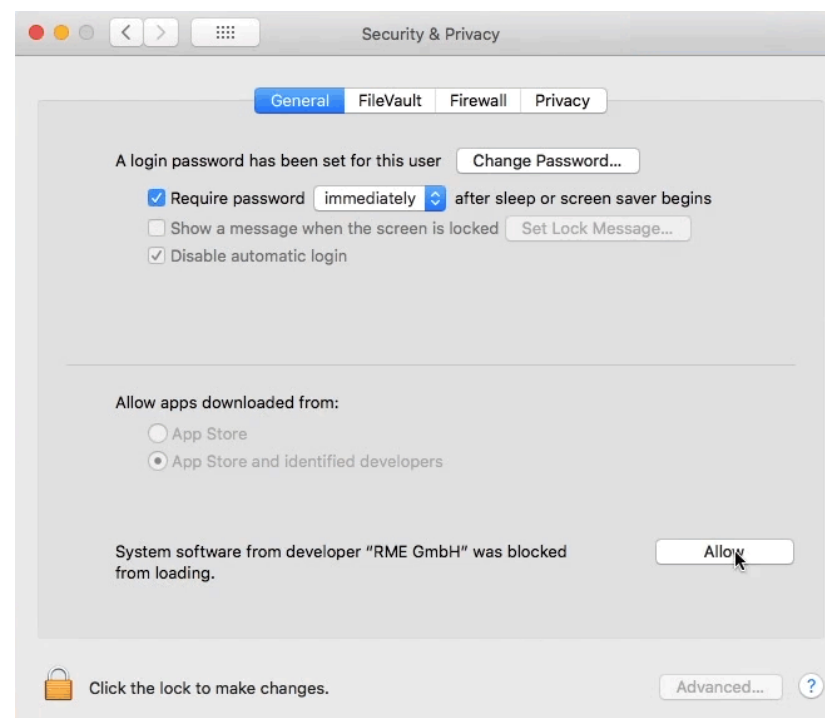 Security & Privacy
General FileVault Firewall Privacy
A login password has been set for this user Change Password...
Require password immediately after sleep or screen saver begins
Show a message when the screen is locked Set Lock Message...
Disable automatic login
Allow apps downloaded from:
App Store
App Store and identified developers
System software from developer “RME GmbH” was blocked Allow
from loading.
Click the lock to make changes. Advanced... ?